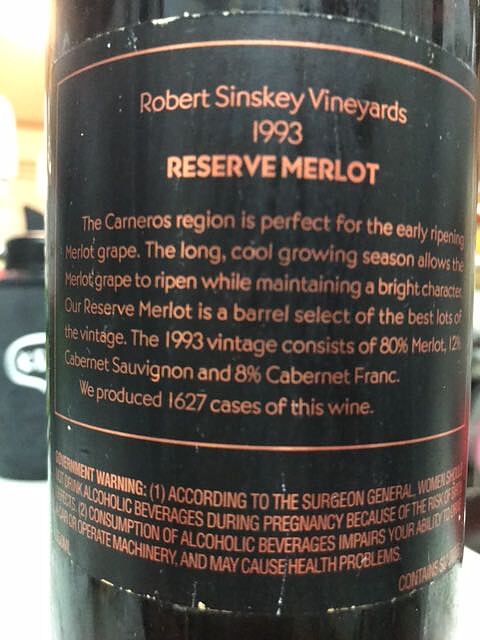 Robert Sinskey Vineyards
1993
RESERVE MERLOT
The Carneros region is perfect for the early ripening
Merlot grape. The long, cool growing season allows the
Merlot grape to ripen while maintaining a bright character.
Our Reserve Merlot is a barrel select of the best lots of
the vintage. The 1993 vintage consists of 80% Merlot, 12%
Cabernet Sauvignon and 8% Cabernet Franc.
We produced 1627 cases of this wine.
GOVERNMENT WARNING: (1) ACCORDING TO THE SURGEON GENERAL, WOMEN
NOT DRINK ALCOHOLIC BEVERAGES DURING PREGNANCY BECAUSE OF THE RISK OF
(2) CONSUMPTION OF ALCOHOLIC BEVERAGES IMPAIRS YOUR ABILITY TO
A CAR OR OPERATE MACHINERY, AND MAY CAUSE HEALTH PROBLEMS.
CONTAINS